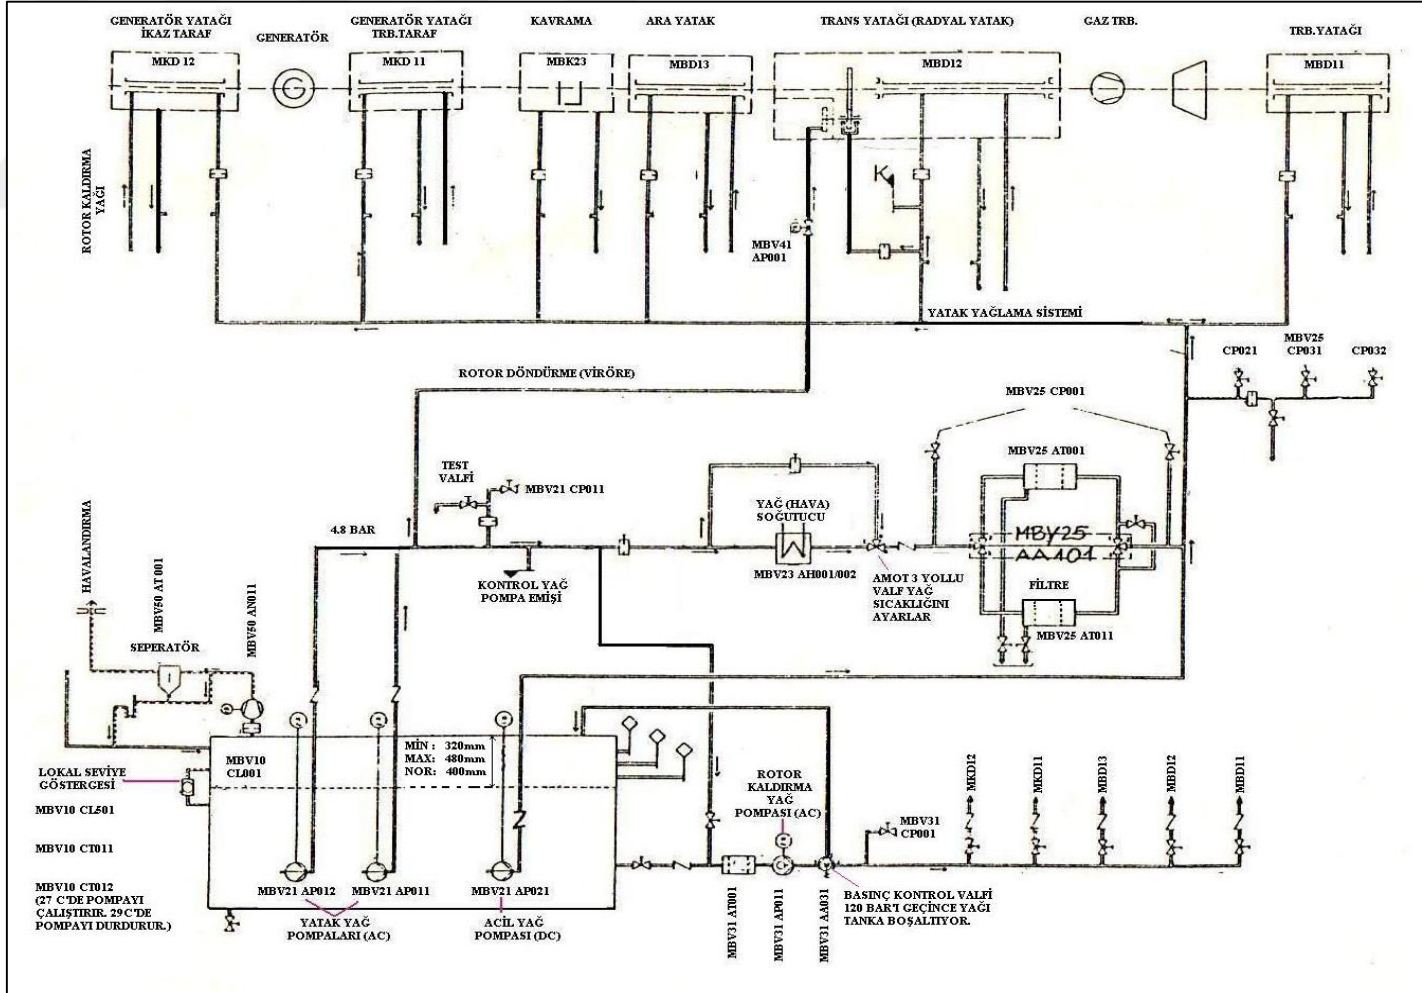 GENERATÖR YATAĞI
İKAZ TARAF
GENERATÖR
GENERATÖR YATAĞI
TRB.TARAF
KAVRAMA
ARA YATAK
TRANS YATAĞI (RADYAL YATAK)
GAZ TRB.
TRB.YATAĞI
MKD 12
G
MKD 11
MBK23
MBD13
MBD12
MBD11
ROTOR KALDIRMA
YAĞI
K
MBV41
AP001
YATAK YAĞLAMA SİSTEMİ
ROTOR DÖNDÜRME (VİRÖRE)
CP021
MBV25
CP031
CP032
MBV25 CP001
TEST
VALFİ
MBV21 CP011
4.8 BAR
YAĞ (HAVA)
SOĞUTUCU
MBV25 AT001
MBV25
AA101
MBV23 AH001/002
KONTROL YAĞ
POMPA EMİŞİ
AMOT 3 YOLLU
VALF YAĞ
SICAKLIĞINI
AYARLAR
FİLTRE
MBV25 AT011
HAVALANDIRMA
MBV50 AT 001
MBV50 AN011
SEPERATÖR
MBV10
CL001
MİN : 320mm
MAX: 480mm
NOR: 400mm
LOKAL SEVİYE
GÖSTERGESİ
MBV10 CL501
MBV10 CT011
MBV10 CT012
(27 C'DE POMPAYI
ÇALIŞTIRIR. 29C'DE
POMPAYI DURDURUR.)
MBV21 AP012
MBV21 AP011
MBV21 AP021
YATAK YAĞ
POMPALARI (AC)
ACİL YAĞ
POMPASI (DC)
ROTOR
KALDIRMA
YAĞ
POMPASI (AC)
MBV31
CP001
MKD12
MKD11
MBD13
MBD12
MBD11
MBV31 AT001
MBV31 AP011
MBV31 AA031
BASINÇ KONTROL VALFİ
120 BAR'I GEÇİNCE YAĞI
TANKA BOŞALTIYOR.